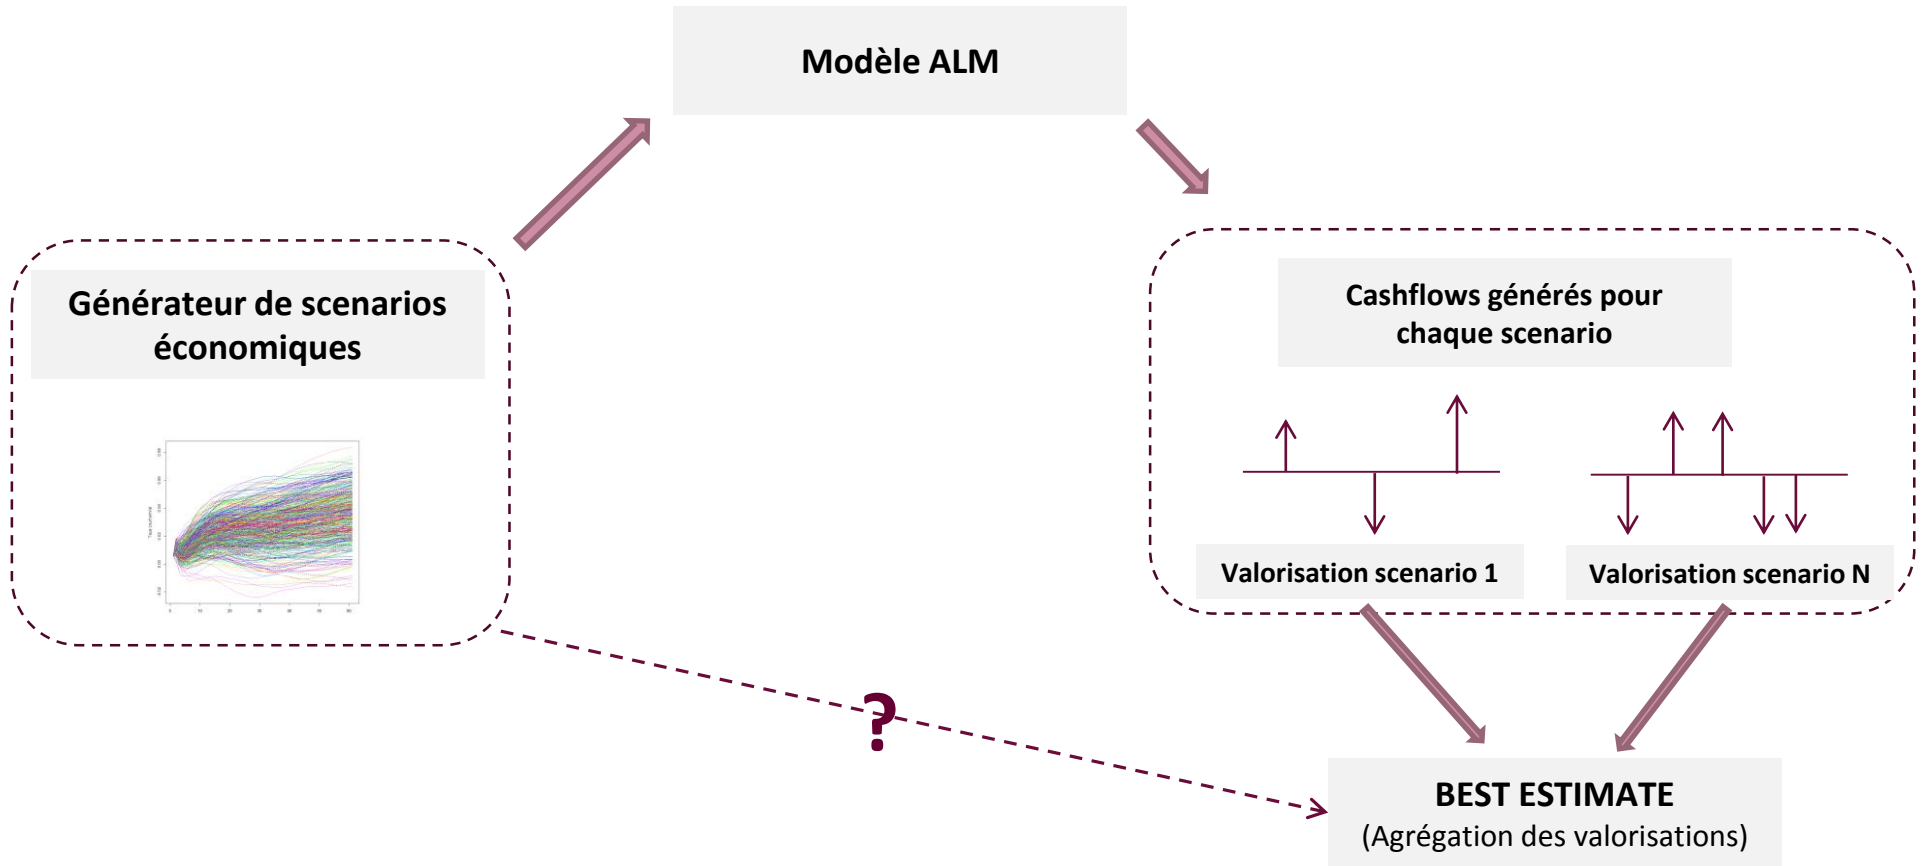 Modèle ALM
Générateur de scenarios
économiques
Cashflows générés pour
chaque scenario
Valorisation scenario 1
Valorisation scenario N
?
BEST ESTIMATE
(Agrégation des valorisations)